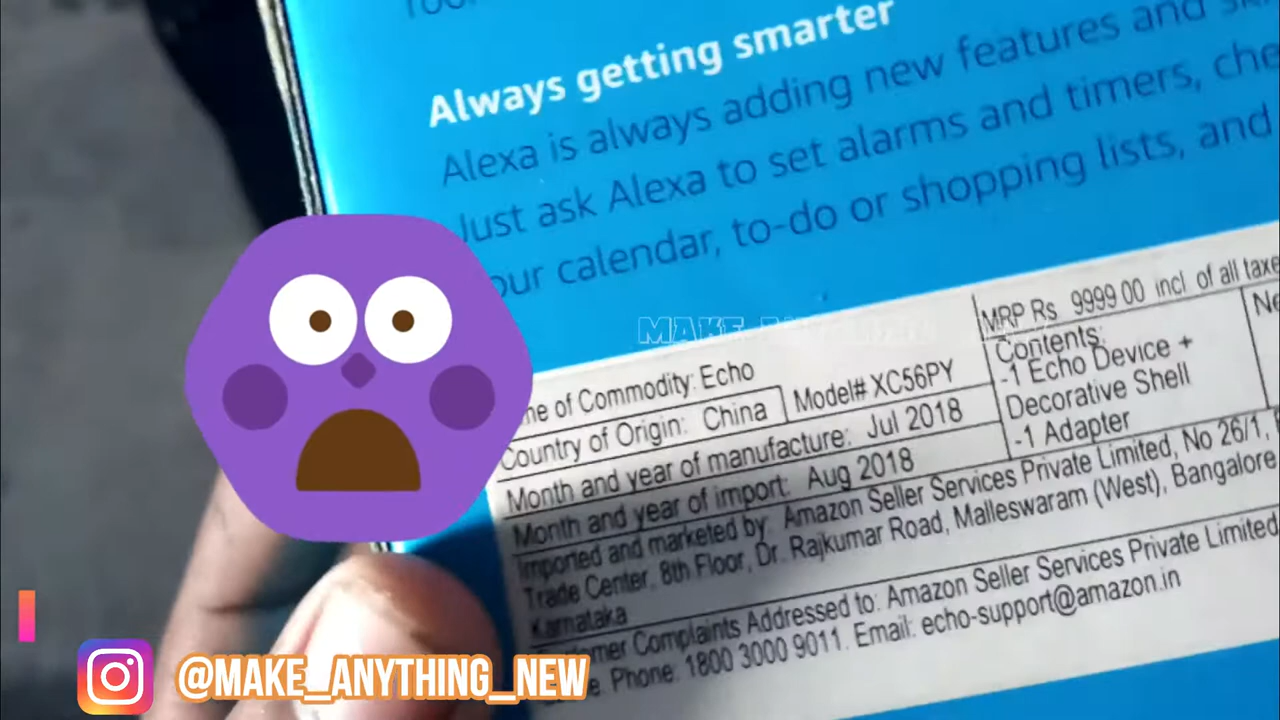 Always getting smarter
Alexa is always adding new features and
Just ask Alexa to set alarms and timers,
our calendar, to-do or shopping lists, and
MRP Rs 9999 00 incl of all taxe
Contents:
-1 Echo Device +
Decorative Shell
-1 Adapter
Ne
me of Commodity: Echo
Country of Origin: China
Model# XC56PY
Month and year of manufacture: Jul 2018
Month and year of import: Aug 2018
Imported and marketed by: Amazon Seller Services Private Limited, No 26/1,
Trade Center, 8th Floor, Dr. Rajkumar Road, Malleswaram (West), Bangalore
Karnataka
mer Complaints Addressed to: Amazon Seller Services Private Limited
e. Phone: 1800 3000 9011. Email: echo-support@amazon.in
@MAKE_ANYTHING_NEW